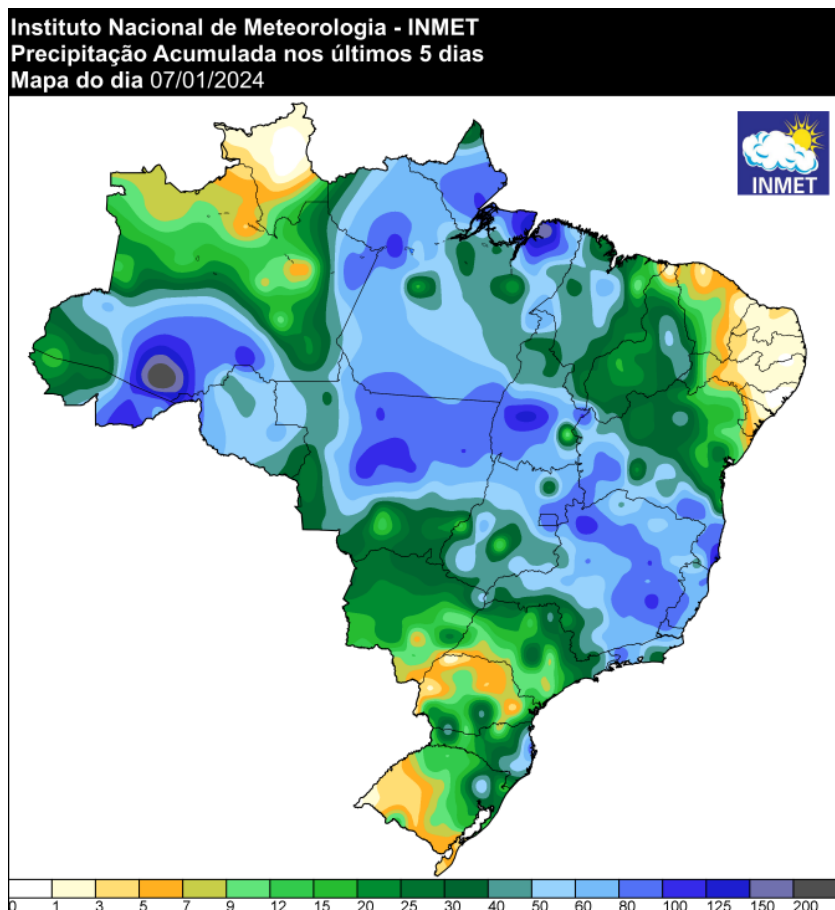 Instituto Nacional de Meteorologia - INMET
Precipitação Acumulada nos últimos 5 dias
Mapa do dia 07/01/2024
INMET
0 1 3 5 7 9 12 15 20 25 30 40 50 60 80 100 125 150 200